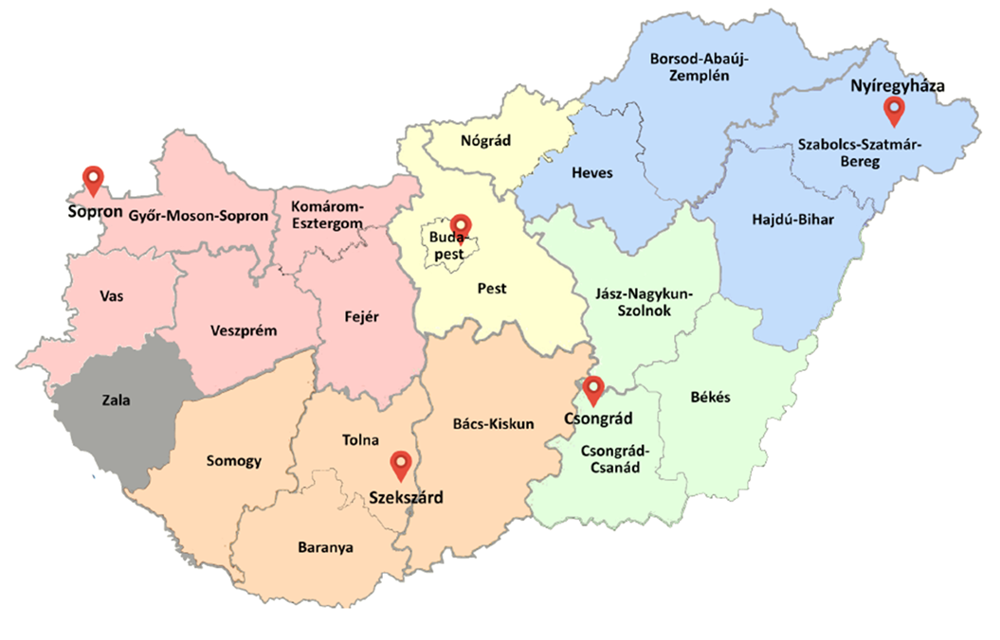 Borsod-Abaúj-
Zemplén
Nyíregyháza
Nógrád
Szabolcs-Szatmár-
Bereg
Heves
Sopron
Győr-Moson-Sopron
Komárom-
Esztergom
Hajdú-Bihar
Buda-
pest
Pest
Vas
Jász-Nagykun-
Szolnok
Fejér
Veszprém
Zala
Békés
Csongrád
Bács-Kiskun
Tolna
Csongrád-
Csanád
Somogy
Szekszárd
Baranya